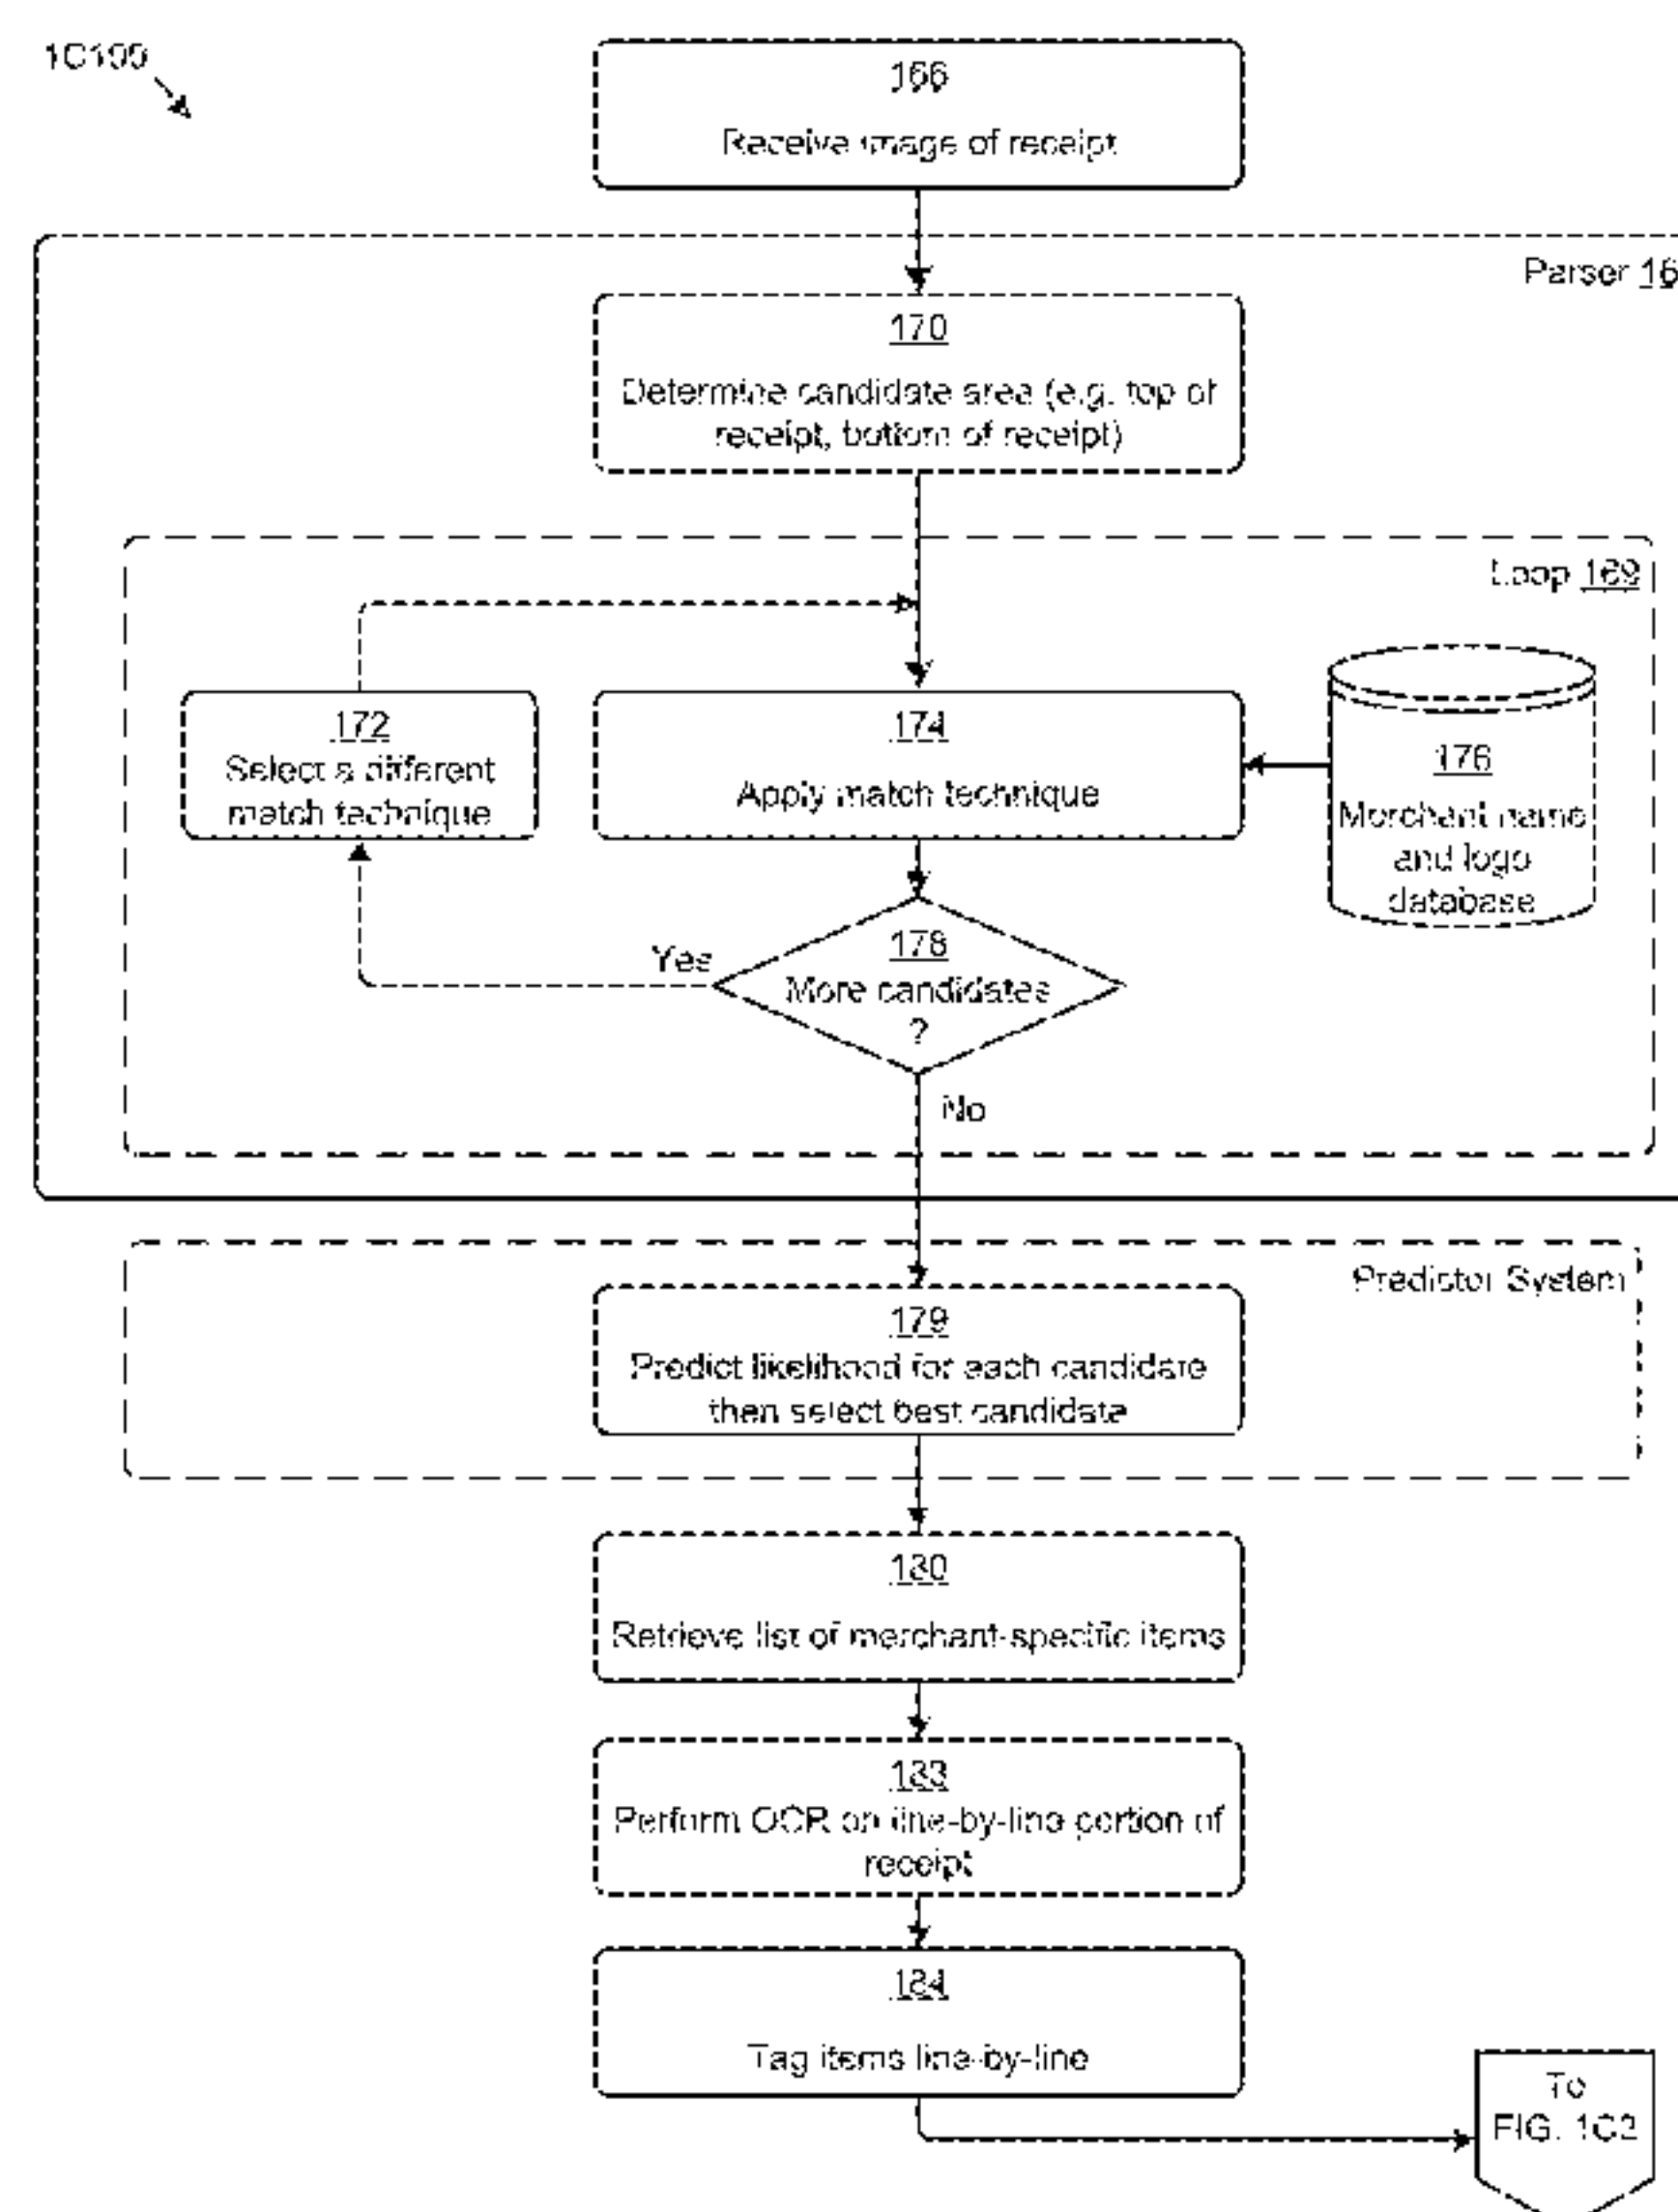 1C100
166
Receive image of receipt
Parser 16
170
Determine candidate area (e.g. top of
receipt, bottom of receipt)
Loop 169
172
Select a different
match technique
174
Apply match technique
176
Merchant name
and logo
database
178
More candidates
?
Yes
No
Predictor System
179
Predict likelihood for each candidate
then select best candidate
180
Retrieve list of merchant-specific items
183
Perform OCR on line-by-line portion of
receipt
184
Tag items line-by-line
To
FIG. 1C2